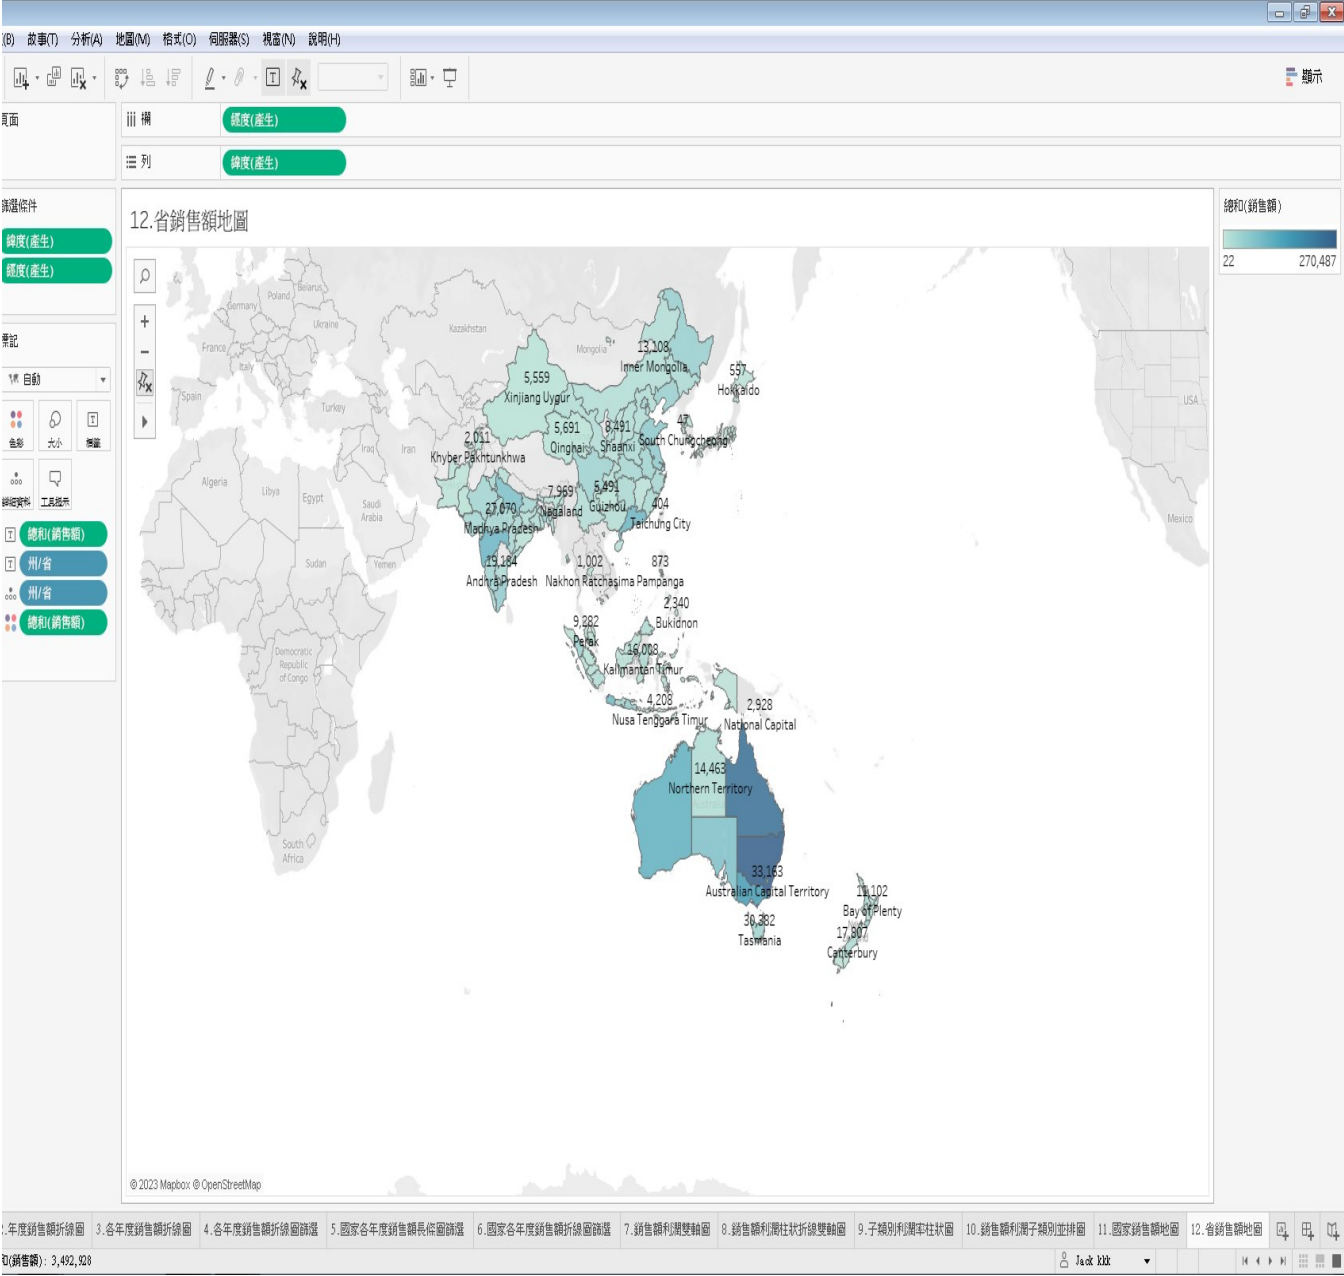 (B) 故事(T) 分析(A) 地圖(M) 格式(O) 伺服器(S) 視窗(N) 說明(H)
顯示
頁面
欄 經度(產生)
列 緯度(產生)
篩選條件
緯度(產生)
經度(產生)
標記
自動
色彩 大小 標籤
詳細資料 工具提示
總和(銷售額)
州/省
州/省
總和(銷售額)
12.省銷售額地圖
總和(銷售額)
22 270,487
Germany
Poland
Belarus
Ukraine
France
Italy
Spain
Turkey
Kazakhstan
Mongolia
Iraq
Iran
Algeria
Libya
Egypt
Saudi
Arabia
Sudan
Yemen
Democratic
Republic
of Congo
South
Africa
USA
Mexico
13,208
Inner Mongolia
557
Hokkaido
5,559
Xinjiang Uygur
5,691
Qinghai
8,491
Shaanxi
47
South Chungcheong
2,011
Khyber Pakhtunkhwa
7,969
Nagaland
5,491
Guizhou
404
Taichung City
27,070
Madhya Pradesh
19,184
Andhra Pradesh
1,002
Nakhon Ratchasima
873
Pampanga
2,340
Bukidnon
9,282
Perak
16,008
Kalimantan Timur
4,208
Nusa Tenggara Timur
2,928
National Capital
14,463
Northern Territory
Australia
33,163
Australian Capital Territory
30,382
Tasmania
Bay of Plenty
17,807
Canterbury
© 2023 Mapbox © OpenStreetMap
.年度銷售額折線圖 3.各年度銷售額折線圖 4.各年度銷售額折線圖篩選 5.國家各年度銷售額長條圖篩選 6.國家各年度銷售額折線圖篩選 7.銷售額利潤雙軸圖 8.銷售額利潤柱狀折線雙軸圖 9.子類別利潤率柱狀圖 10.銷售額利潤子類別並排圖 11.國家銷售額地圖 12.省銷售額地圖
和(銷售額): 3,492,928
Jack kkk